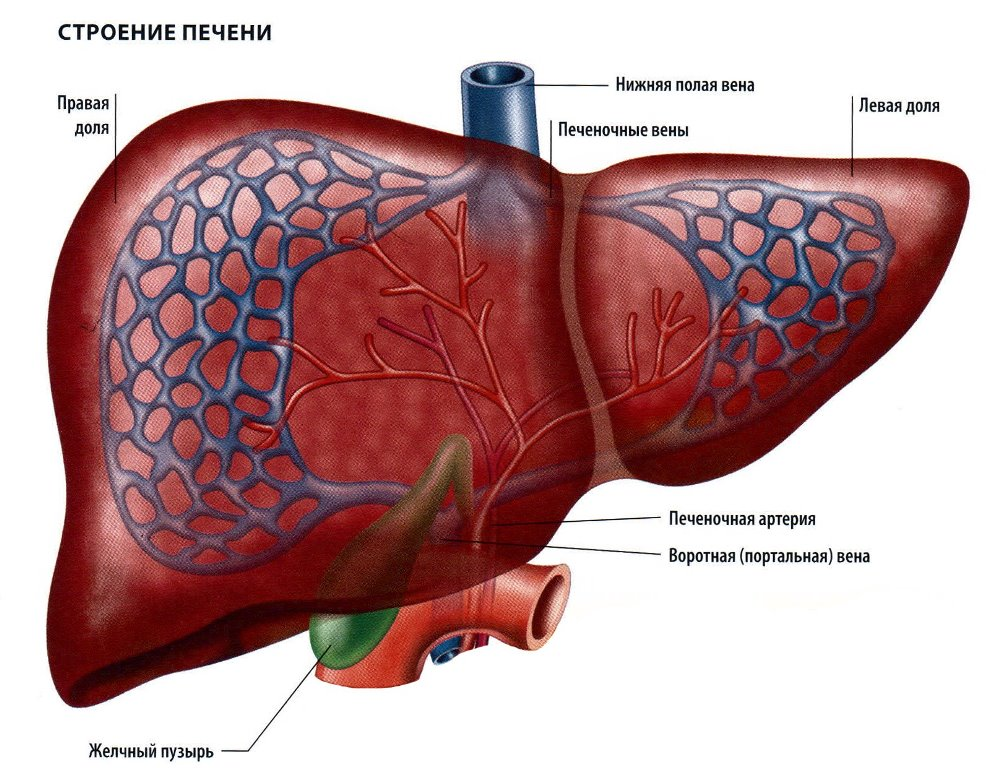 СТРОЕНИЕ ПЕЧЕНИ
Нижняя полая вена
Правая
доля
Левая доля
Печеночные вены
Печеночная артерия
Воротная (портальная) вена
Желчный пузырь